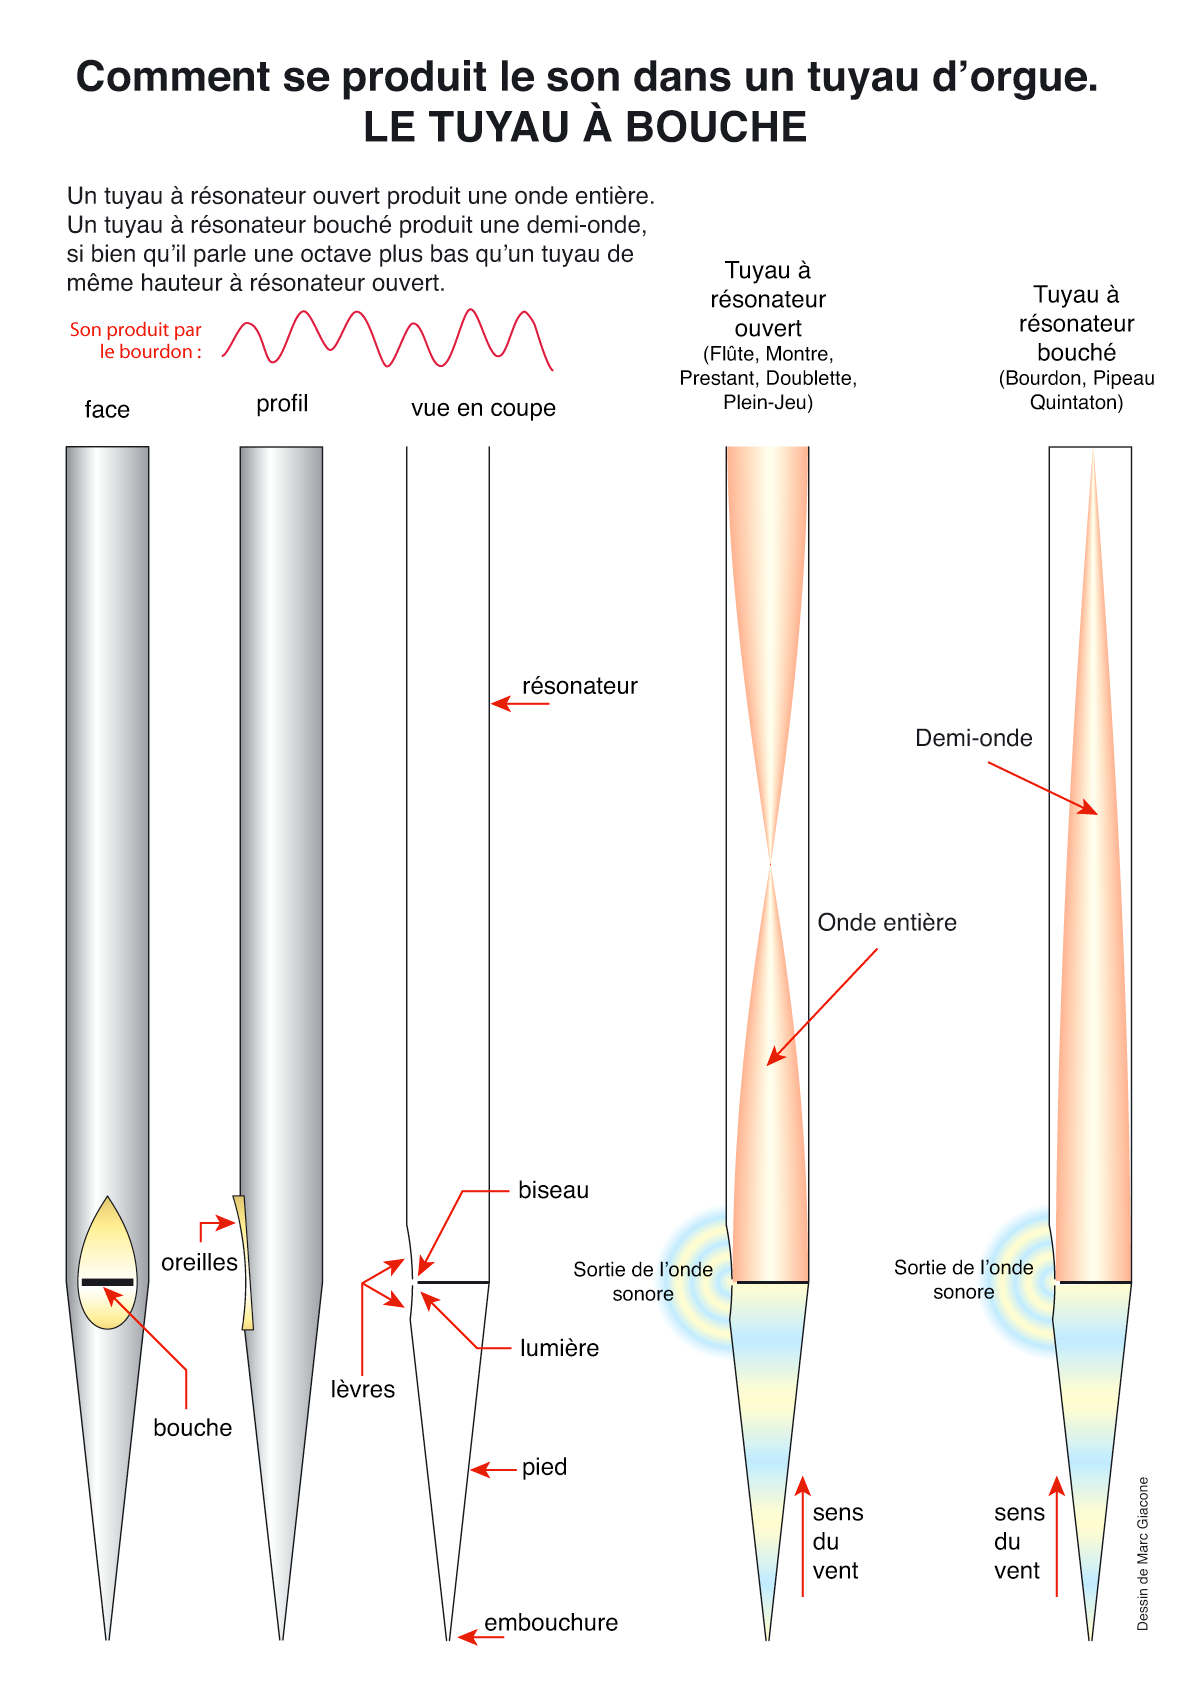 Comment se produit le son dans un tuyau d’orgue.
LE TUYAU À BOUCHE
Un tuyau à résonateur ouvert produit une onde entière.
Un tuyau à résonateur bouché produit une demi-onde,
si bien qu’il parle une octave plus bas qu’un tuyau de
même hauteur à résonateur ouvert.
Son produit par
le bourdon :
face
profil
vue en coupe
Tuyau à
résonateur
ouvert
(Flûte, Montre,
Prestant, Doublette,
Plein-Jeu)
Tuyau à
résonateur
bouché
(Bourdon, Pipeau
Quintaton)
résonateur
Demi-onde
Onde entière
biseau
oreilles
Sortie de l’onde
sonore
Sortie de l’onde
sonore
lumière
lèvres
bouche
pied
sens
du
vent
sens
du
vent
embouchure
Dessin de Marc Giacone